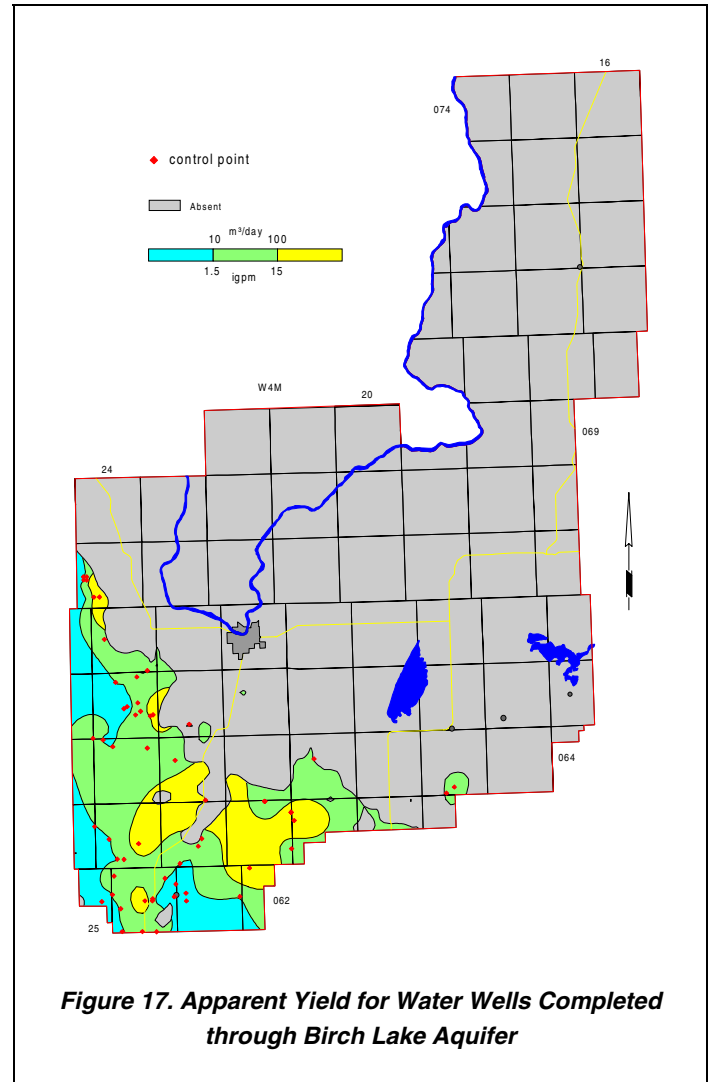 16
074
control point
Absent
m³/day
10 100
1.5 15
igpm
W4M
20
069
24
064
062
25
Figure 17. Apparent Yield for Water Wells Completed
through Birch Lake Aquifer